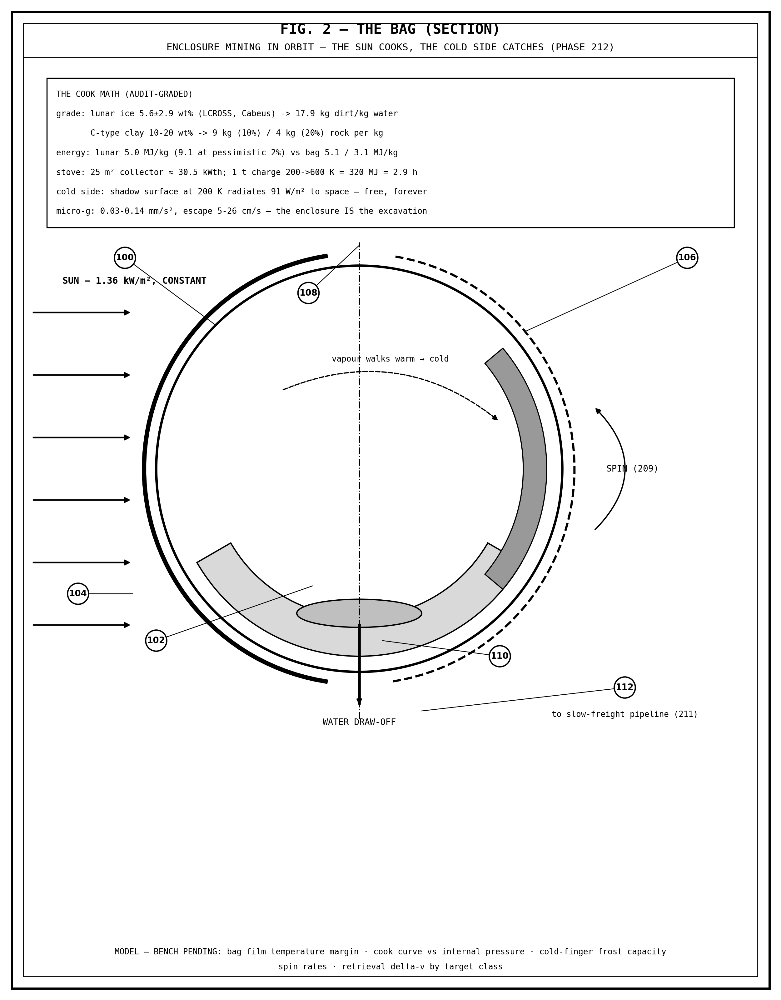 FIG. 2 — THE BAG (SECTION)
ENCLOSURE MINING IN ORBIT — THE SUN COOKS, THE COLD SIDE CATCHES (PHASE 212)
THE COOK MATH (AUDIT-GRADED)
grade: lunar ice 5.6±2.9 wt% (LCROSS, Cabeus) -> 17.9 kg dirt/kg water
C-type clay 10-20 wt% -> 9 kg (10%) / 4 kg (20%) rock per kg
energy: lunar 5.0 MJ/kg (9.1 at pessimistic 2%) vs bag 5.1 / 3.1 MJ/kg
stove: 25 m² collector ≈ 30.5 kWth; 1 t charge 200->600 K = 320 MJ = 2.9 h
cold side: shadow surface at 200 K radiates 91 W/m² to space — free, forever
micro-g: 0.03-0.14 mm/s², escape 5-26 cm/s — the enclosure IS the excavation
100
106
SUN — 1.36 kW/m², CONSTANT
108
vapour walks warm → cold
SPIN (209)
104
102
110
112
to slow-freight pipeline (211)
WATER DRAW-OFF
MODEL — BENCH PENDING: bag film temperature margin · cook curve vs internal pressure · cold-finger frost capacity
spin rates · retrieval delta-v by target class